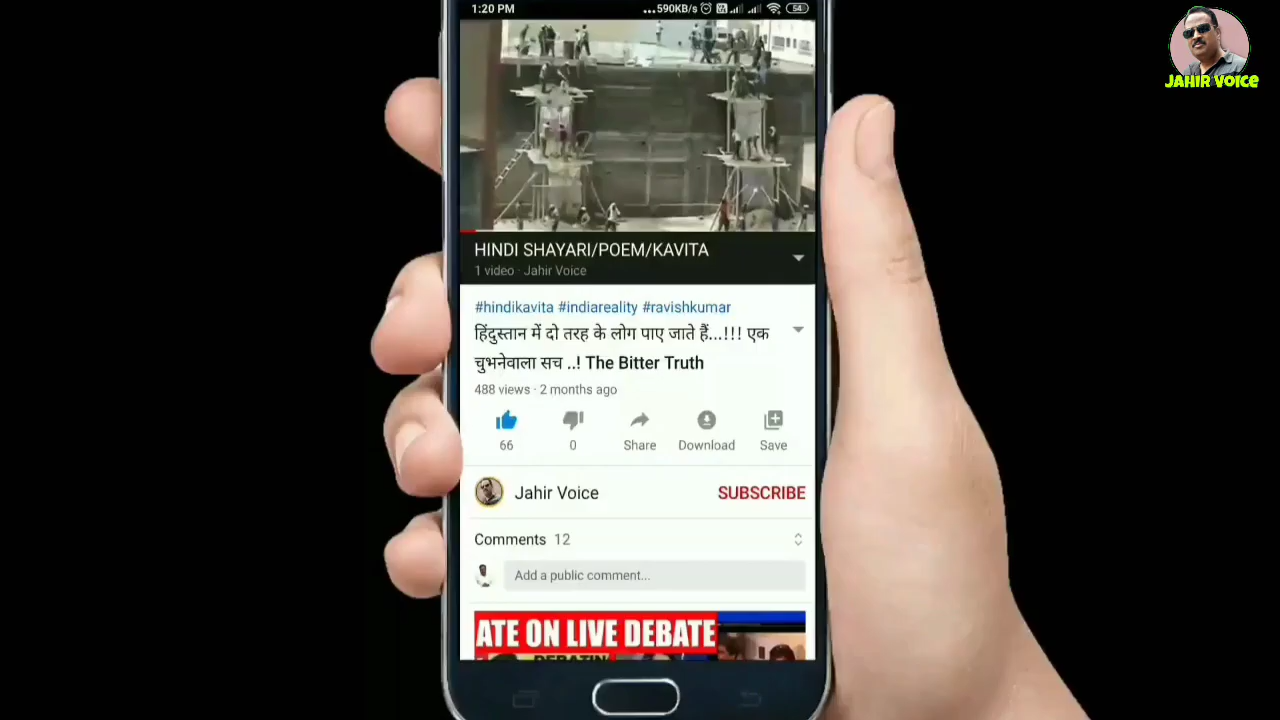 1:20 PM
...590KB/s
54
JAHIR VOICE
HINDI SHAYARI/POEM/KAVITA
1 video · Jahir Voice
#hindikavita #indiareality #ravishkumar
हिंदुस्तान में दो तरह के लोग पाए जाते हैं...!!! एक
चुभनेवाला सच ..! The Bitter Truth
488 views · 2 months ago
66
0
Share
Download
Save
Jahir Voice
SUBSCRIBE
Comments 12
Add a public comment...
ATE ON LIVE DEBATE